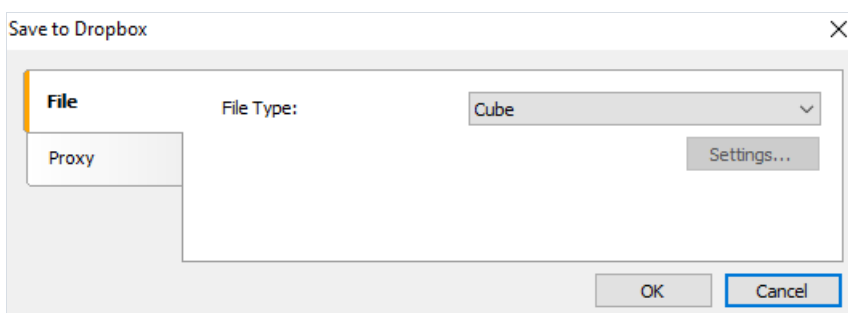 Save to Dropbox
File
File Type:
Cube
Proxy
Settings...
OK
Cancel